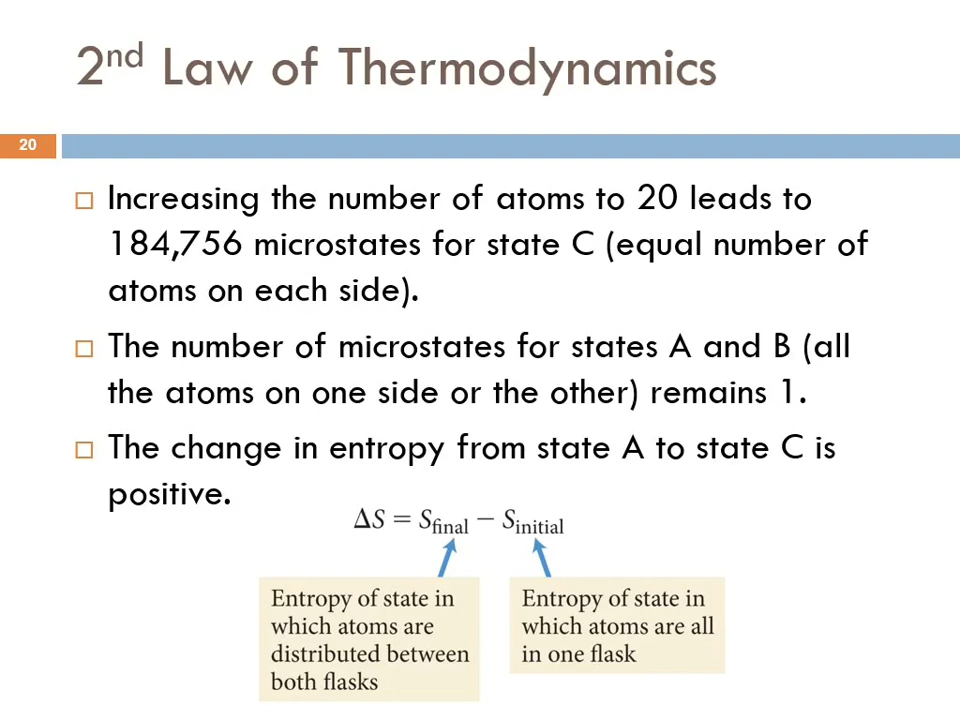 2nd Law of Thermodynamics
20
Increasing the number of atoms to 20 leads to
184,756 microstates for state C (equal number of
atoms on each side).
The number of microstates for states A and B (all
the atoms on one side or the other) remains 1.
The change in entropy from state A to state C is
positive.
ΔS = Sfinal − Sinitial
Entropy of state in
which atoms are
distributed between
both flasks
Entropy of state in
which atoms are all
in one flask